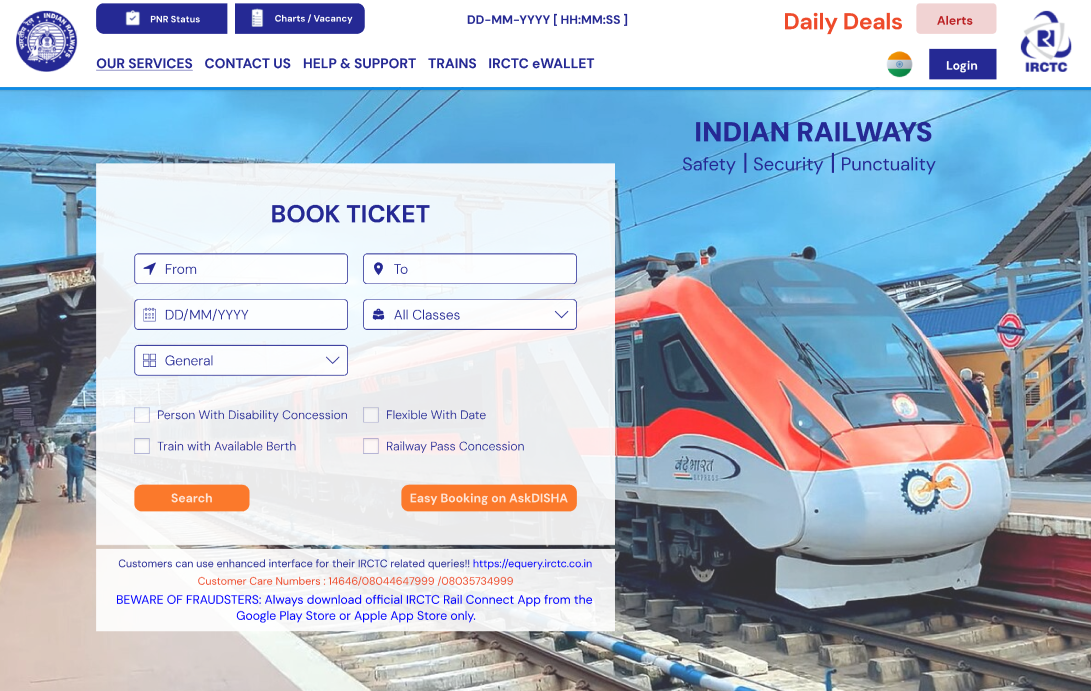 PNR Status
Charts / Vacancy
DD-MM-YYYY [ HH:MM:SS ]
Daily Deals
Alerts
INDIAN RAILWAYS
OUR SERVICES
CONTACT US
HELP & SUPPORT
TRAINS
IRCTC eWALLET
Login
IRCTC
INDIAN RAILWAYS
Safety | Security | Punctuality
BOOK TICKET
From
To
DD/MM/YYYY
All Classes
General
Person With Disability Concession
Flexible With Date
Train with Available Berth
Railway Pass Concession
Search
Easy Booking on AskDISHA
वंदे भारत
EXPRESS
Customers can use enhanced interface for their IRCTC related queries!! https://equery.irctc.co.in
Customer Care Numbers : 14646/08044647999 /08035734999
BEWARE OF FRAUDSTERS: Always download official IRCTC Rail Connect App from the
Google Play Store or Apple App Store only.